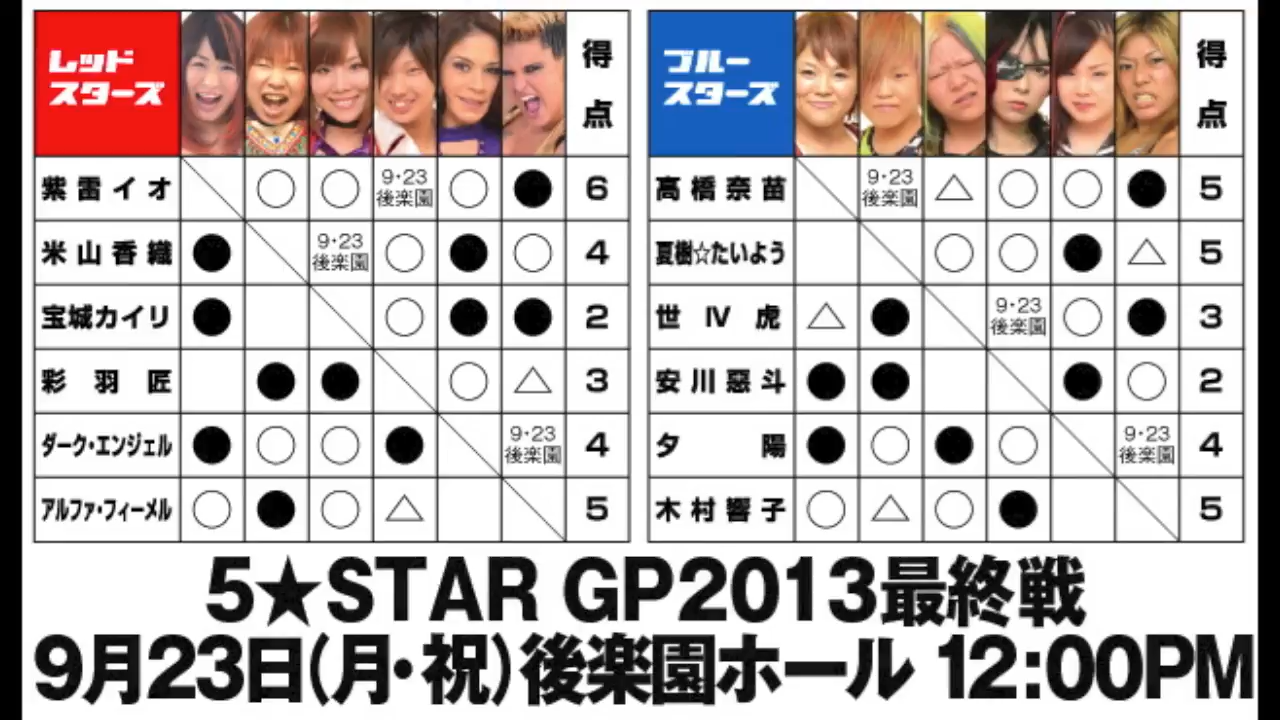 レッド
スターズ
得点
紫雷イオ ○ ○ 9・23後楽園 ○ ● 6
米山香織 ● 9・23後楽園 ○ ● ○ 4
宝城カイリ ● ○ ● ● 2
彩羽匠 ● ● ○ △ 3
ダーク・エンジェル ● ○ ○ ● 9・23後楽園 4
アルファ・フィーメル ○ ● ○ △ 5
ブルー
スターズ
得点
高橋奈苗 9・23後楽園 △ ○ ○ ● 5
夏樹☆たいよう ○ ○ ● △ 5
世Ⅳ虎 △ ● 9・23後楽園 ○ ● 3
安川惡斗 ● ● ● ○ 2
夕陽 ● ○ ● ○ 9・23後楽園 4
木村響子 ○ △ ○ ● 5
5★STAR GP2013最終戦
9月23日(月・祝)後楽園ホール 12:00PM